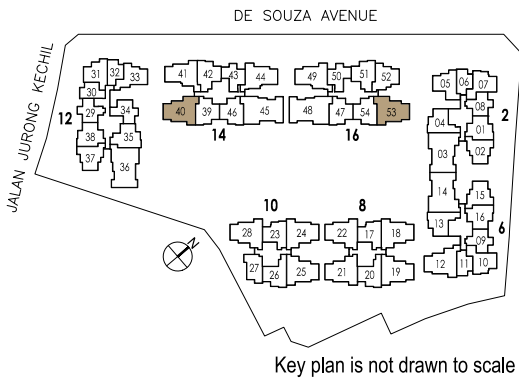 DE SOUZA AVENUE
JALAN JURONG KECHIL
31 32 33
30
29 34
12
38 35
37 36
41 42 43 44
40 39 46 45
14
49 50 51 52
48 47 54 53
16
05 06 07
08
2
04 01
03 02
14 15
16
13 09
6
12 11 10
10
28 23 24
27 26 25
8
22 17 18
21 20 19
N
Key plan is not drawn to scale